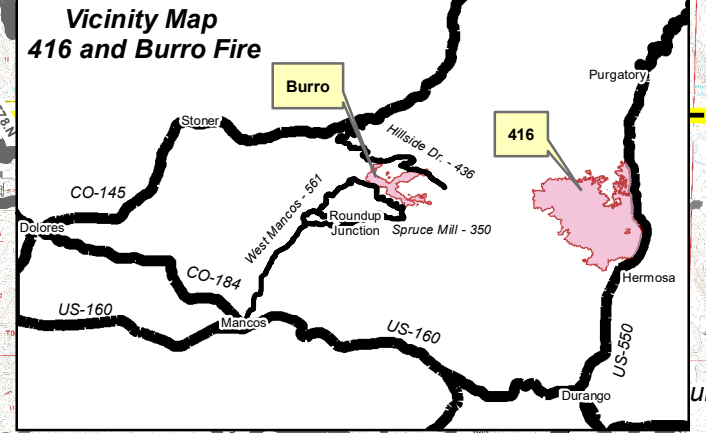 Vicinity Map
416 and Burro Fire
Purgatory
Burro
416
Stoner
Hillside Dr. - 436
T78.N
CO-145
West Mancos - 561
Roundup
Junction
Spruce Mill - 350
Dolores
CO-184
Hermosa
US-160
Mancos
US-160
US-550
Durango